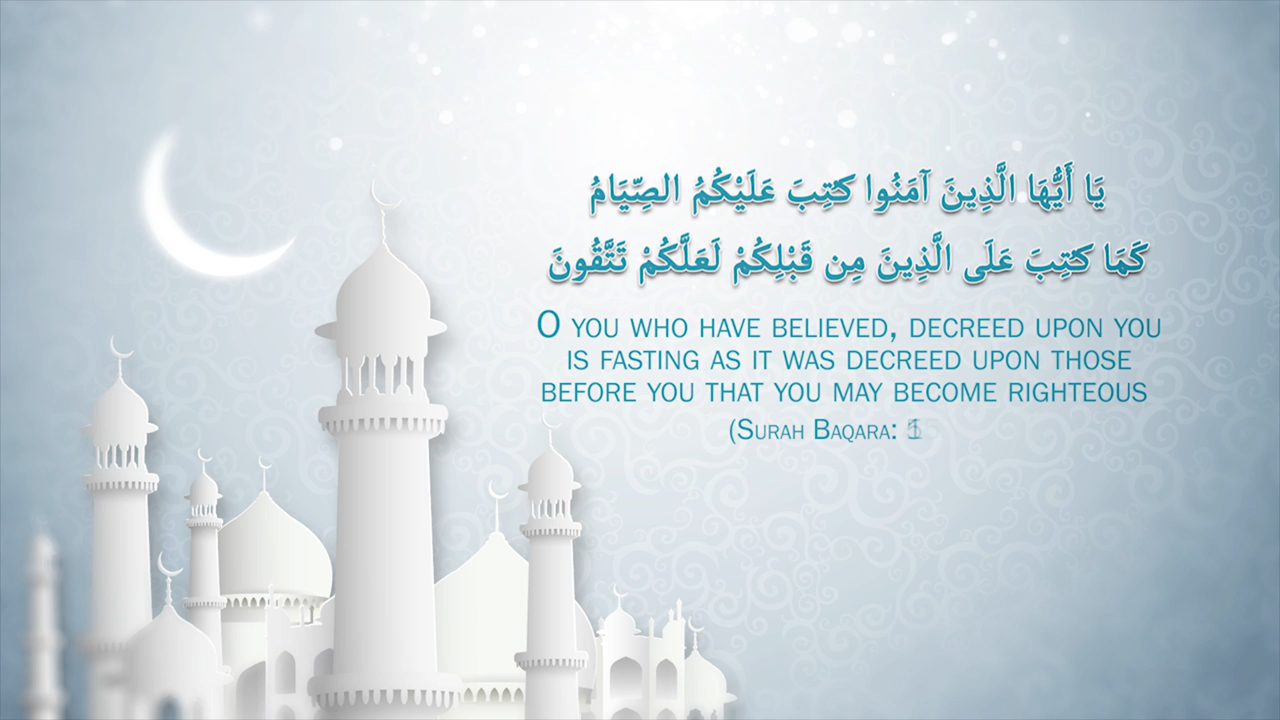 يَا أَيُّهَا الَّذِينَ آمَنُوا كُتِبَ عَلَيْكُمُ الصِّيَامُ
كَمَا كُتِبَ عَلَى الَّذِينَ مِن قَبْلِكُمْ لَعَلَّكُمْ تَتَّقُونَ
O YOU WHO HAVE BELIEVED, DECREED UPON YOU
IS FASTING AS IT WAS DECREED UPON THOSE
BEFORE YOU THAT YOU MAY BECOME RIGHTEOUS
(SURAH BAQARA: